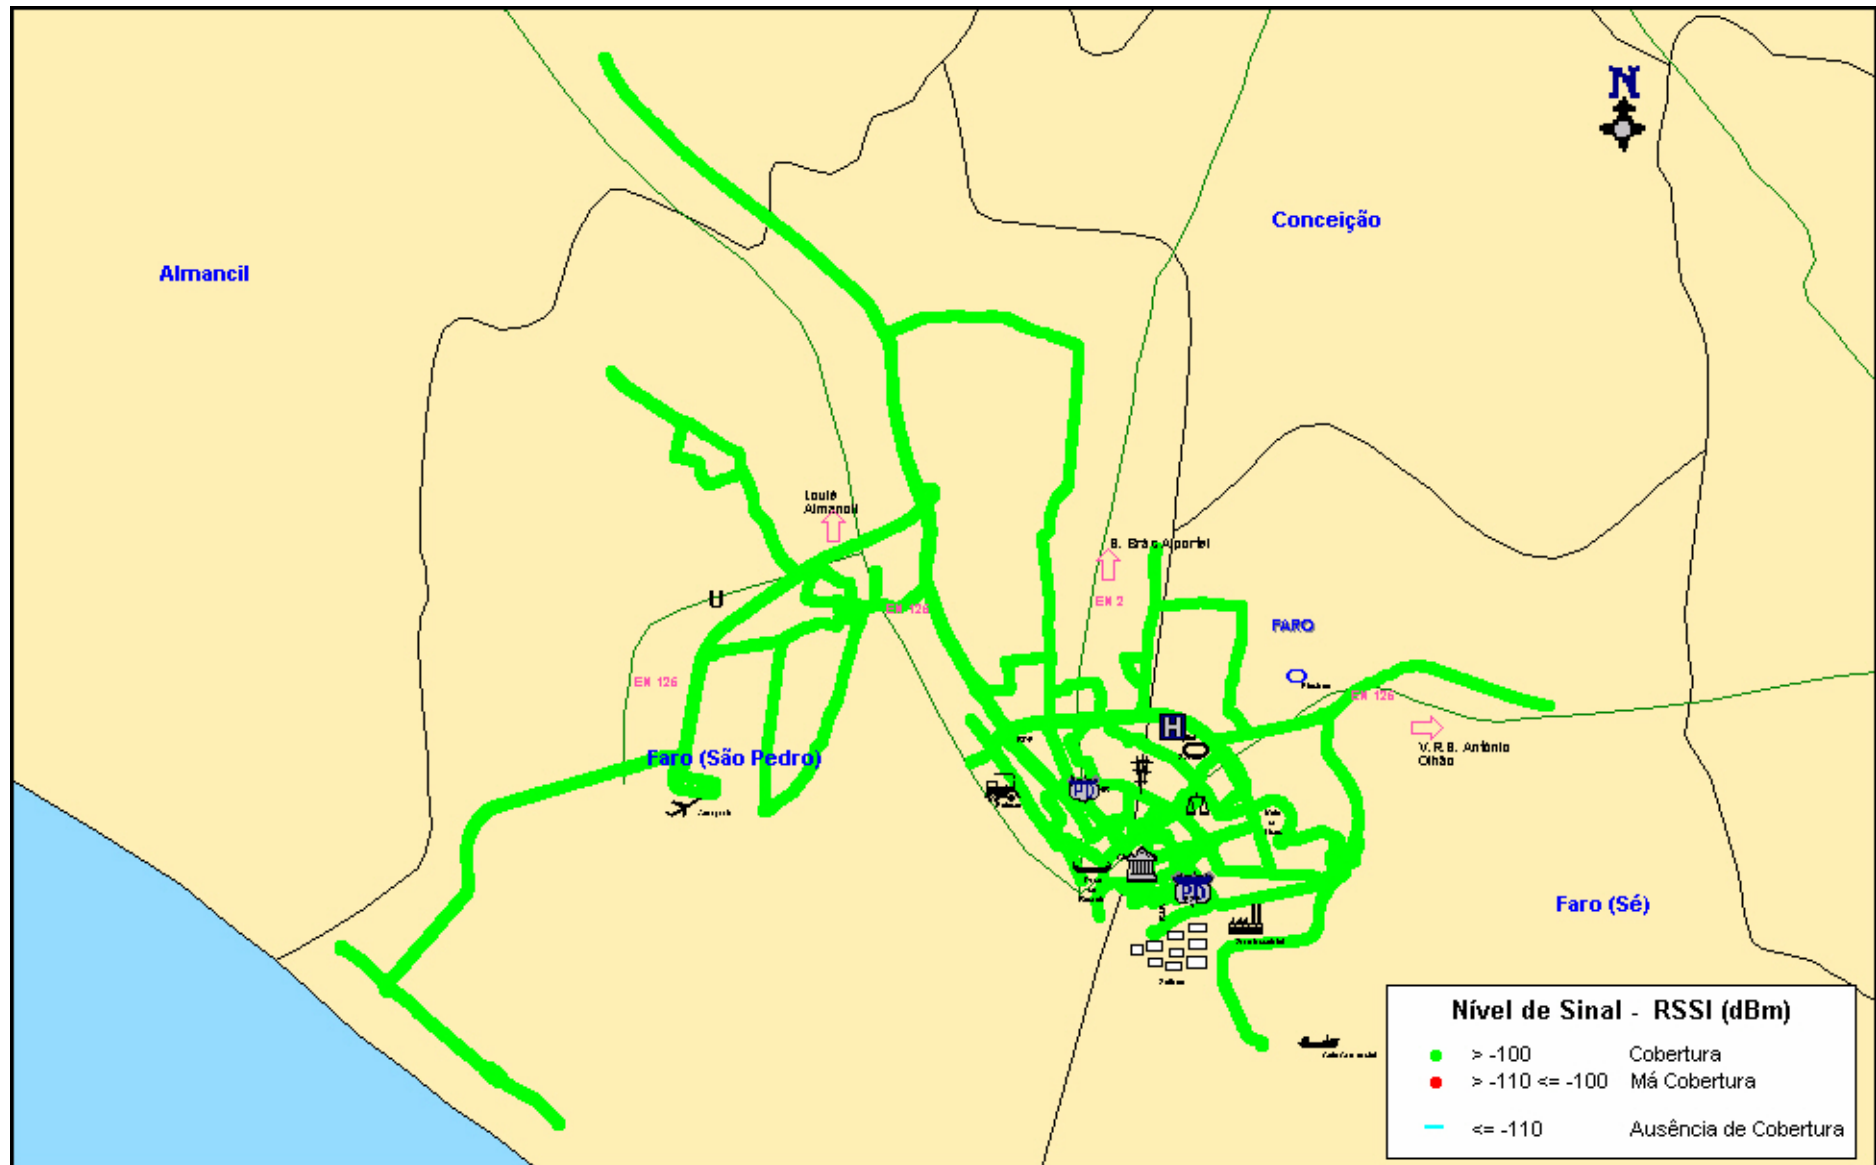 N
Conceição
Almancil
Loulé
Almancil
S. Brás Alportel
U
EN 125
EN 2
FARO
EN 125
EN 125
H
Faro (São Pedro)
V. R. S. António
Olhão
Faro (Sé)
Nível de Sinal - RSSI (dBm)
> -100 Cobertura
> -110 <= -100 Má Cobertura
<= -110 Ausência de Cobertura